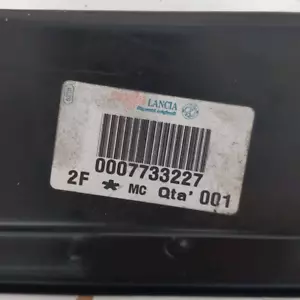 LANCIA
0007733227
2F * MC Qta' 001